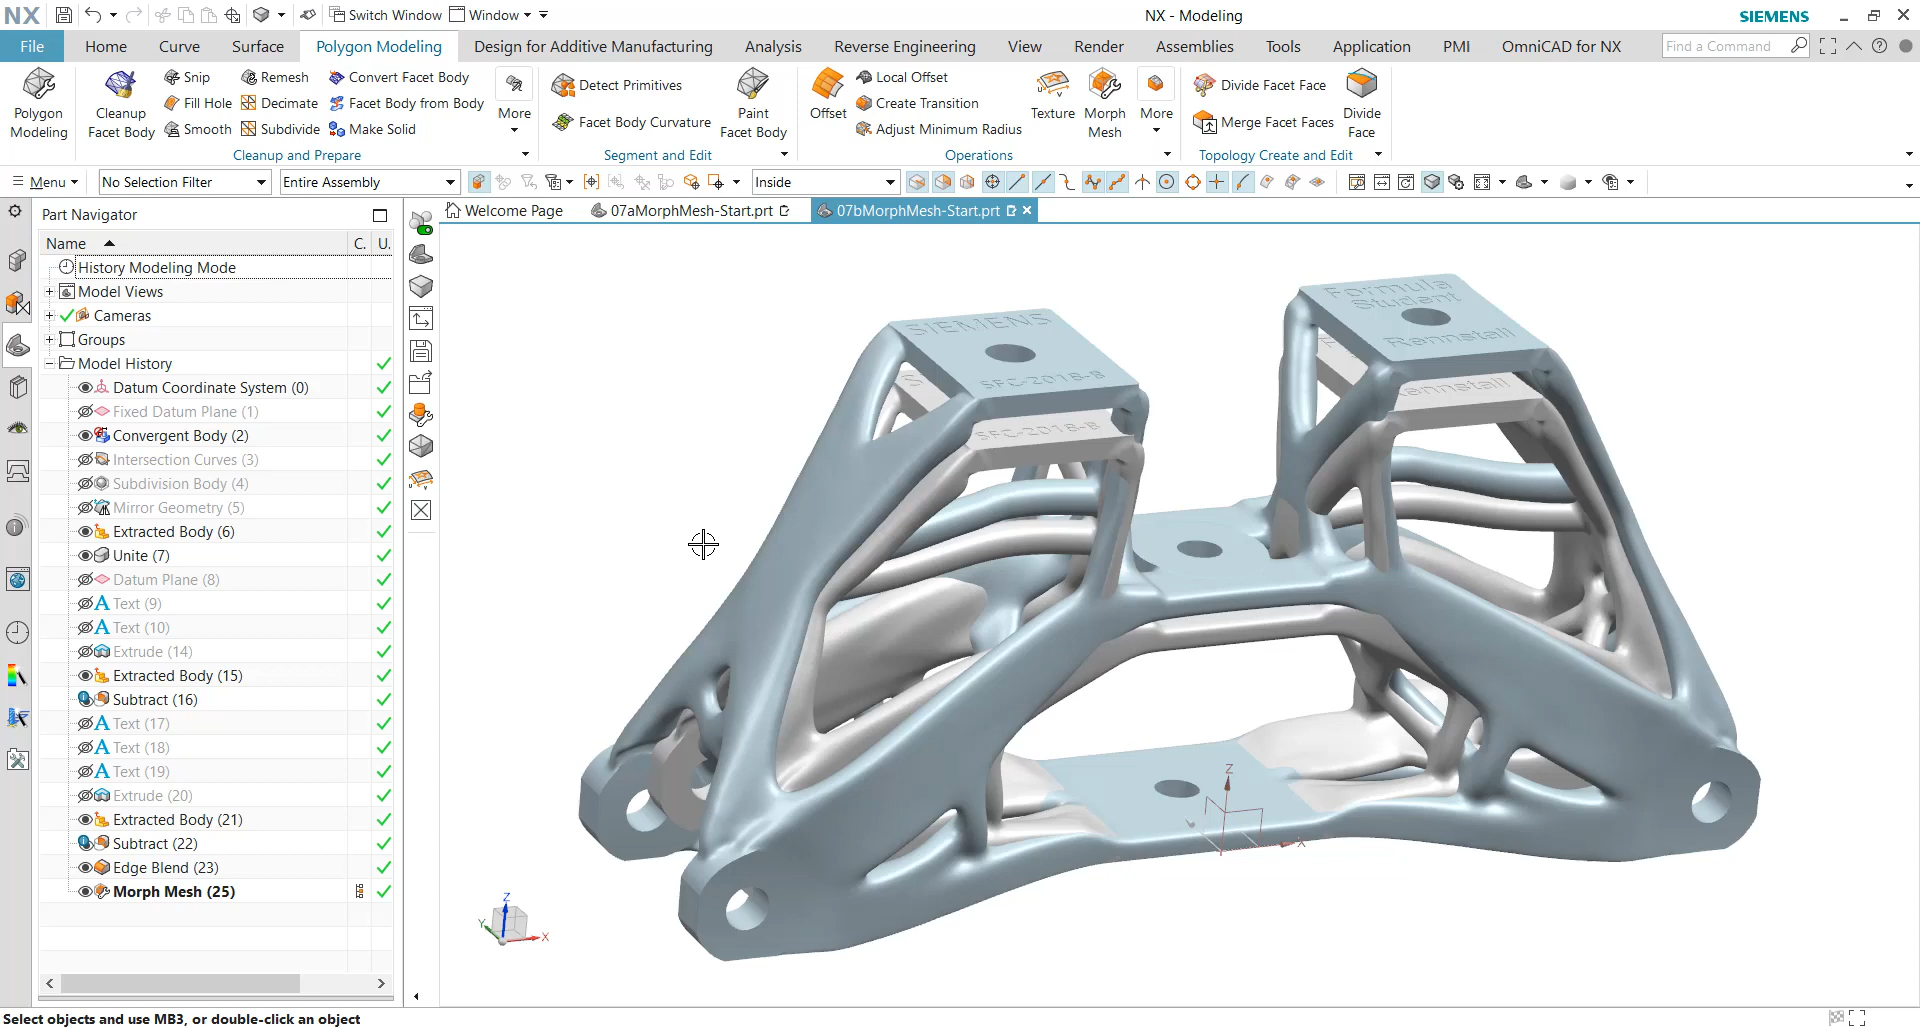 NX
Switch Window
Window
NX - Modeling
SIEMENS
File
Home
Curve
Surface
Polygon Modeling
Design for Additive Manufacturing
Analysis
Reverse Engineering
View
Render
Assemblies
Tools
Application
PMI
OmniCAD for NX
Find a Command
Polygon
Modeling
Cleanup
Facet Body
Snip
Fill Hole
Smooth
Remesh
Decimate
Subdivide
Convert Facet Body
Facet Body from Body
Make Solid
More
Cleanup and Prepare
Detect Primitives
Facet Body Curvature
Paint
Facet Body
Segment and Edit
Offset
Local Offset
Create Transition
Adjust Minimum Radius
Texture
Morph
Mesh
More
Operations
Divide Facet Face
Merge Facet Faces
Divide
Face
Topology Create and Edit
Menu
No Selection Filter
Entire Assembly
Inside
Part Navigator
Welcome Page
07aMorphMesh-Start.prt
07bMorphMesh-Start.prt
Name
C.
U.
History Modeling Mode
Model Views
Cameras
Groups
Model History
Datum Coordinate System (0)
Fixed Datum Plane (1)
Convergent Body (2)
Intersection Curves (3)
Subdivision Body (4)
Mirror Geometry (5)
Extracted Body (6)
Unite (7)
Datum Plane (8)
Text (9)
Text (10)
Extrude (14)
Extracted Body (15)
Subtract (16)
Text (17)
Text (18)
Text (19)
Extrude (20)
Extracted Body (21)
Subtract (22)
Edge Blend (23)
Morph Mesh (25)
SIEMENS
SFC-2018-B
SFC-2018-B
Formula
Student
Rennstall
Rennstall
Z
X
Z
Y
X
Select objects and use MB3, or double-click an object